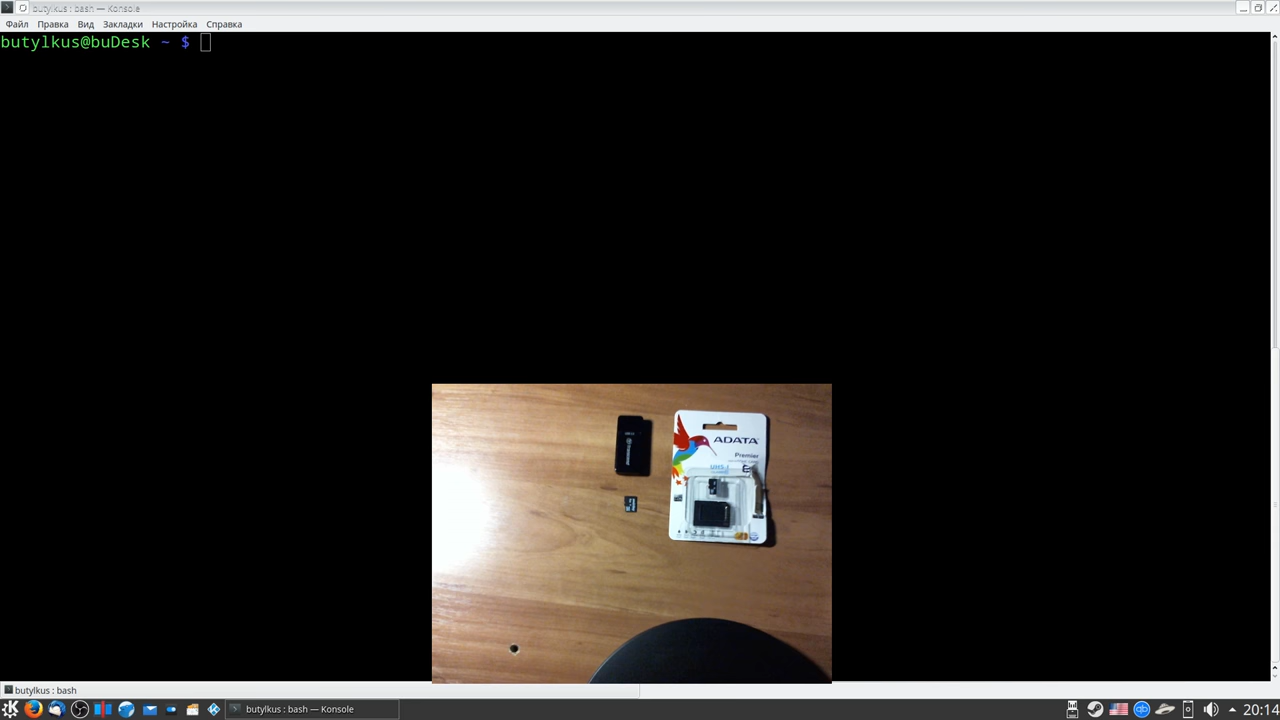 butylkus : bash — Konsole
Файл Правка Вид Закладки Настройка Справка
butylkus@buDesk ~ $
ADATA
Premier
UHS-I
butylkus : bash
butylkus : bash — Konsole
20:14